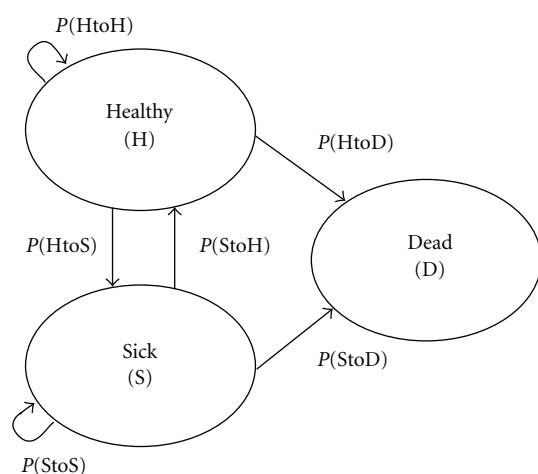 P(HtoH)
Healthy
(H)
P(HtoD)
P(HtoS)
P(StoH)
Dead
(D)
Sick
(S)
P(StoD)
P(StoS)